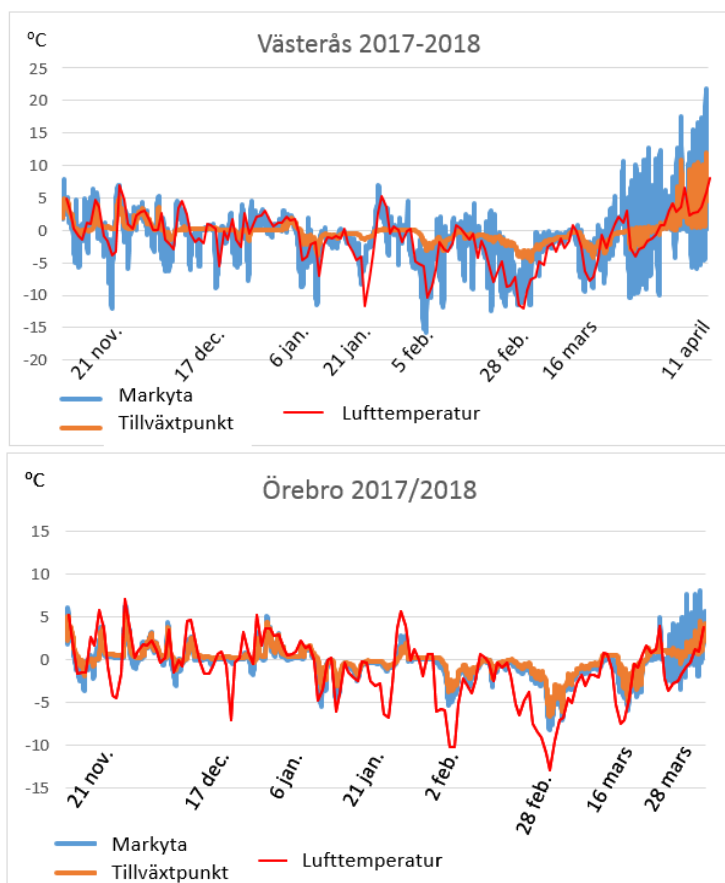 ⁰C
Västerås 2017-2018
25
20
15
10
5
0
-5
-10
-15
-20
21 nov.
17 dec.
6 jan.
21 jan.
5 feb.
28 feb.
16 mars
11 april
Markyta
Tillväxtpunkt
Lufttemperatur
⁰C
Örebro 2017/2018
15
10
5
0
-5
-10
-15
21 nov.
17 dec.
6 jan.
21 jan.
2 feb.
28 feb.
16 mars
28 mars
Markyta
Tillväxtpunkt
Lufttemperatur